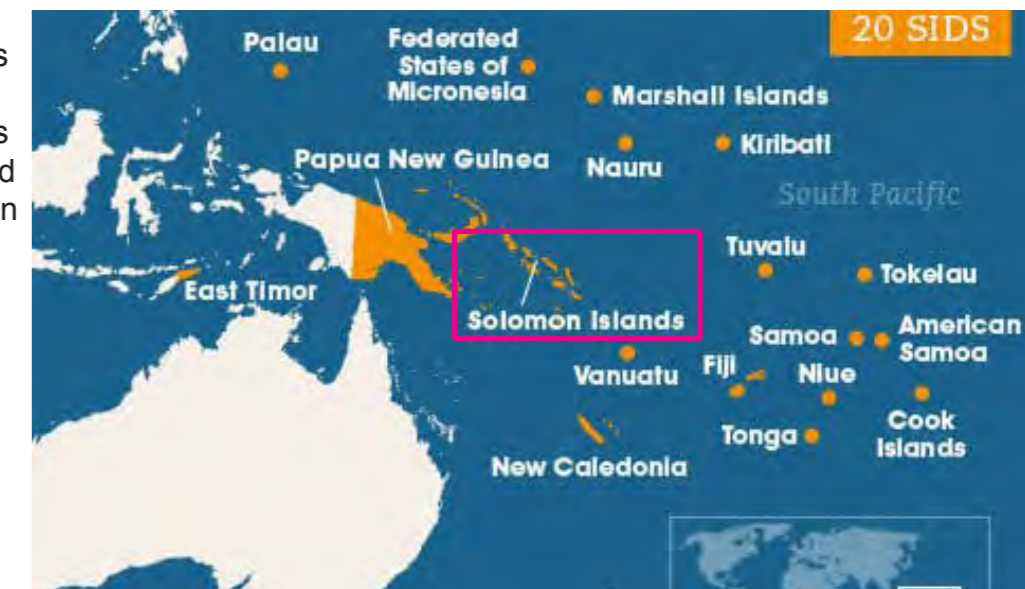 s
s
d
n
20 SIDS
Palau
Federated
States of
Micronesia
Marshall Islands
Nauru
Kiribati
Papua New Guinea
South Pacific
East Timor
Solomon Islands
Tuvalu
Tokelau
Samoa
American
Samoa
Vanuatu
Fiji
Niue
Cook
Islands
Tonga
New Caledonia